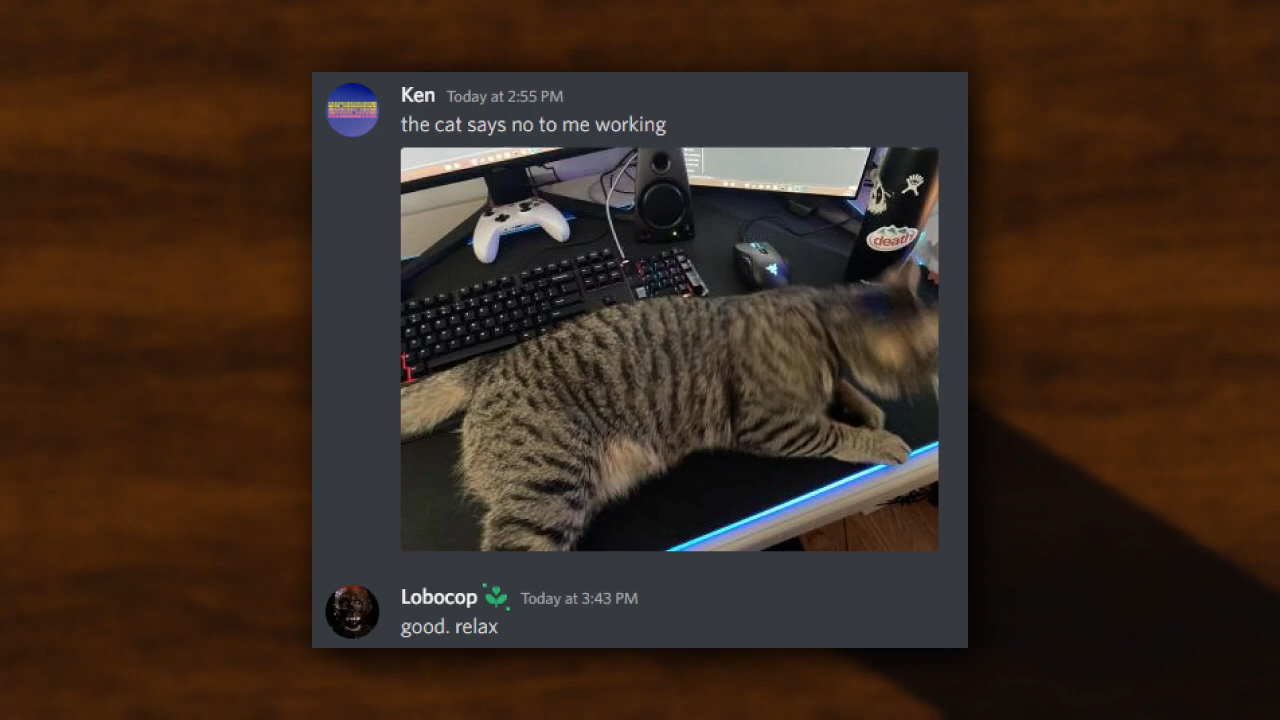 Ken Today at 2:55 PM
the cat says no to me working
death
Lobocop Today at 3:43 PM
good. relax